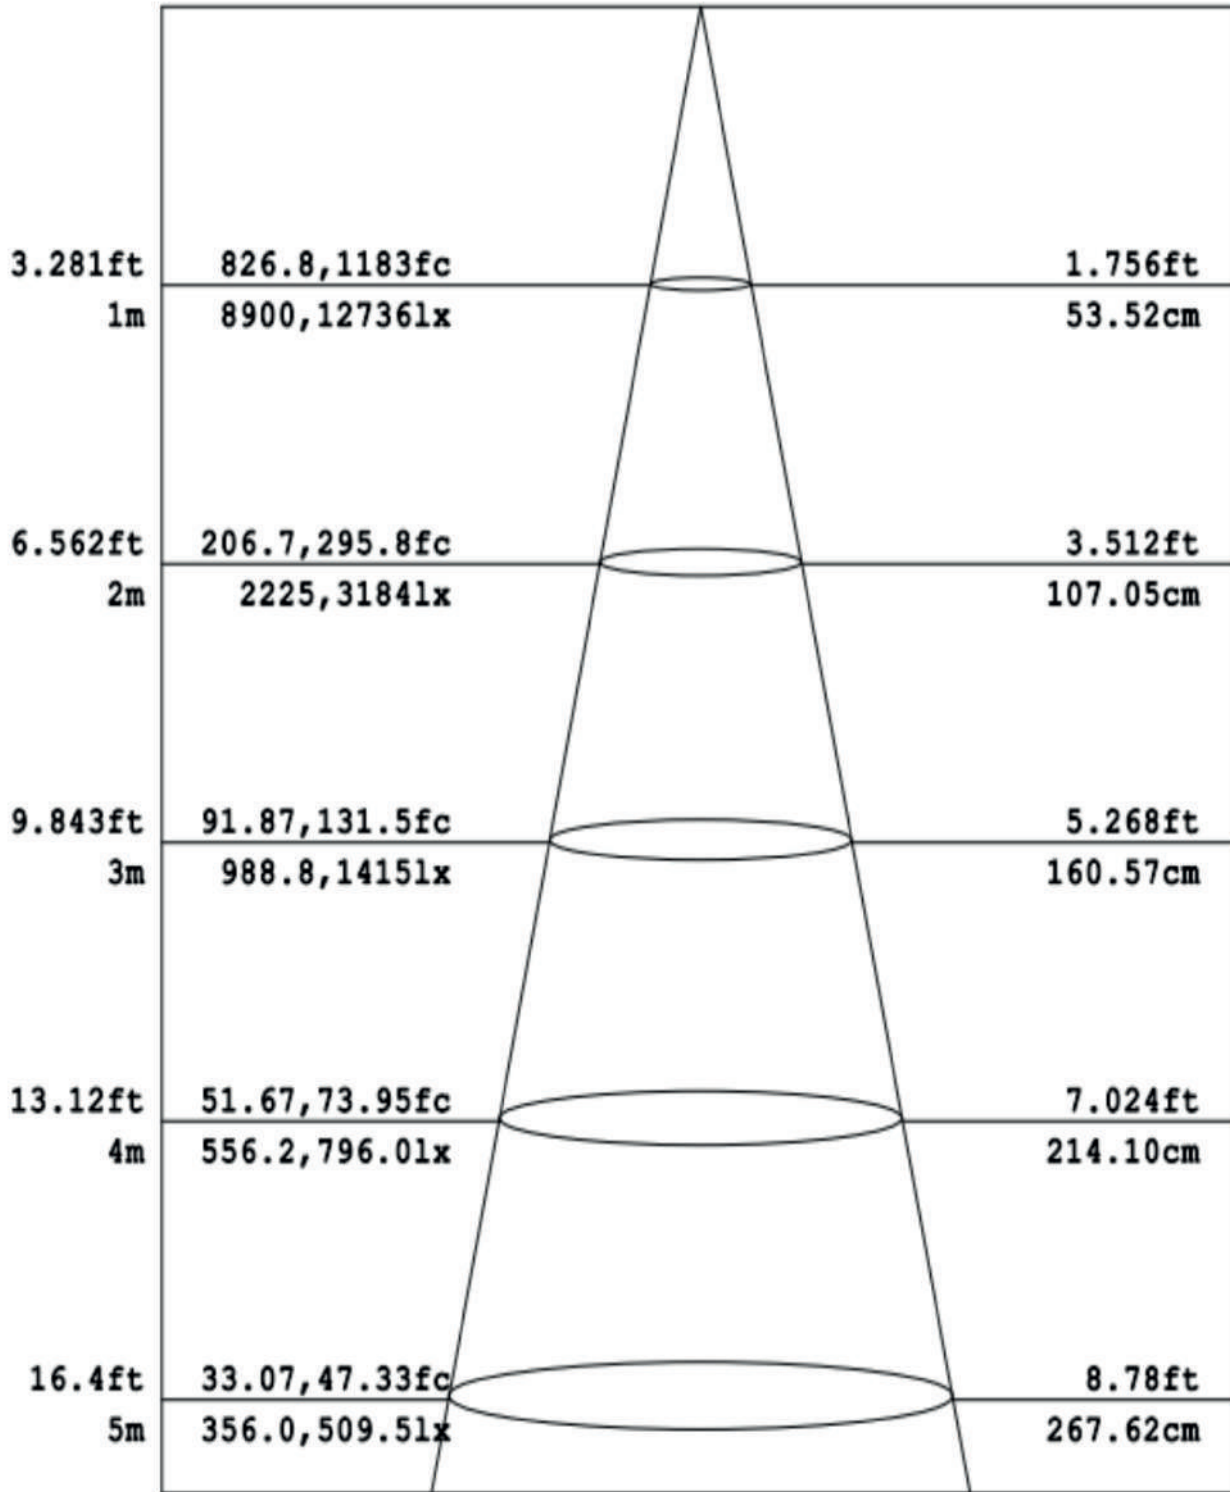 3.281ft 826.8,1183fc 1.756ft
1m 8900,12736lx 53.52cm
6.562ft 206.7,295.8fc 3.512ft
2m 2225,3184lx 107.05cm
9.843ft 91.87,131.5fc 5.268ft
3m 988.8,1415lx 160.57cm
13.12ft 51.67,73.95fc 7.024ft
4m 556.2,796.0lx 214.10cm
16.4ft 33.07,47.33fc 8.78ft
5m 356.0,509.5lx 267.62cm